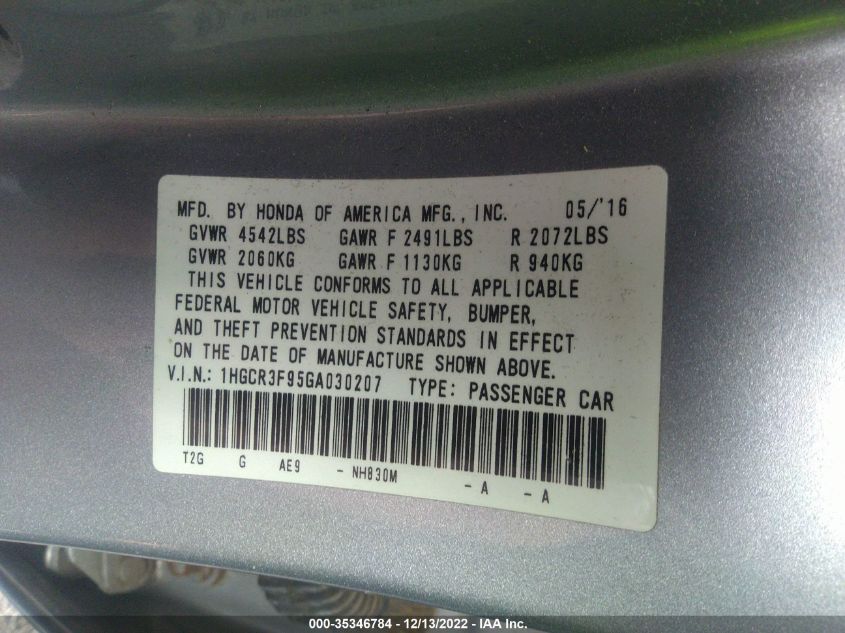 MFD. BY HONDA OF AMERICA MFG., INC. 05/'16
GVWR 4542LBS GAWR F 2491LBS R 2072LBS
GVWR 2060KG GAWR F 1130KG R 940KG
THIS VEHICLE CONFORMS TO ALL APPLICABLE
FEDERAL MOTOR VEHICLE SAFETY, BUMPER,
AND THEFT PREVENTION STANDARDS IN EFFECT
ON THE DATE OF MANUFACTURE SHOWN ABOVE.
V.I.N.: 1HGCR3F95GA030207 TYPE: PASSENGER CAR
T2G G AE9 - NH830M - A - A
000-35346784 - 12/13/2022 - IAA Inc.